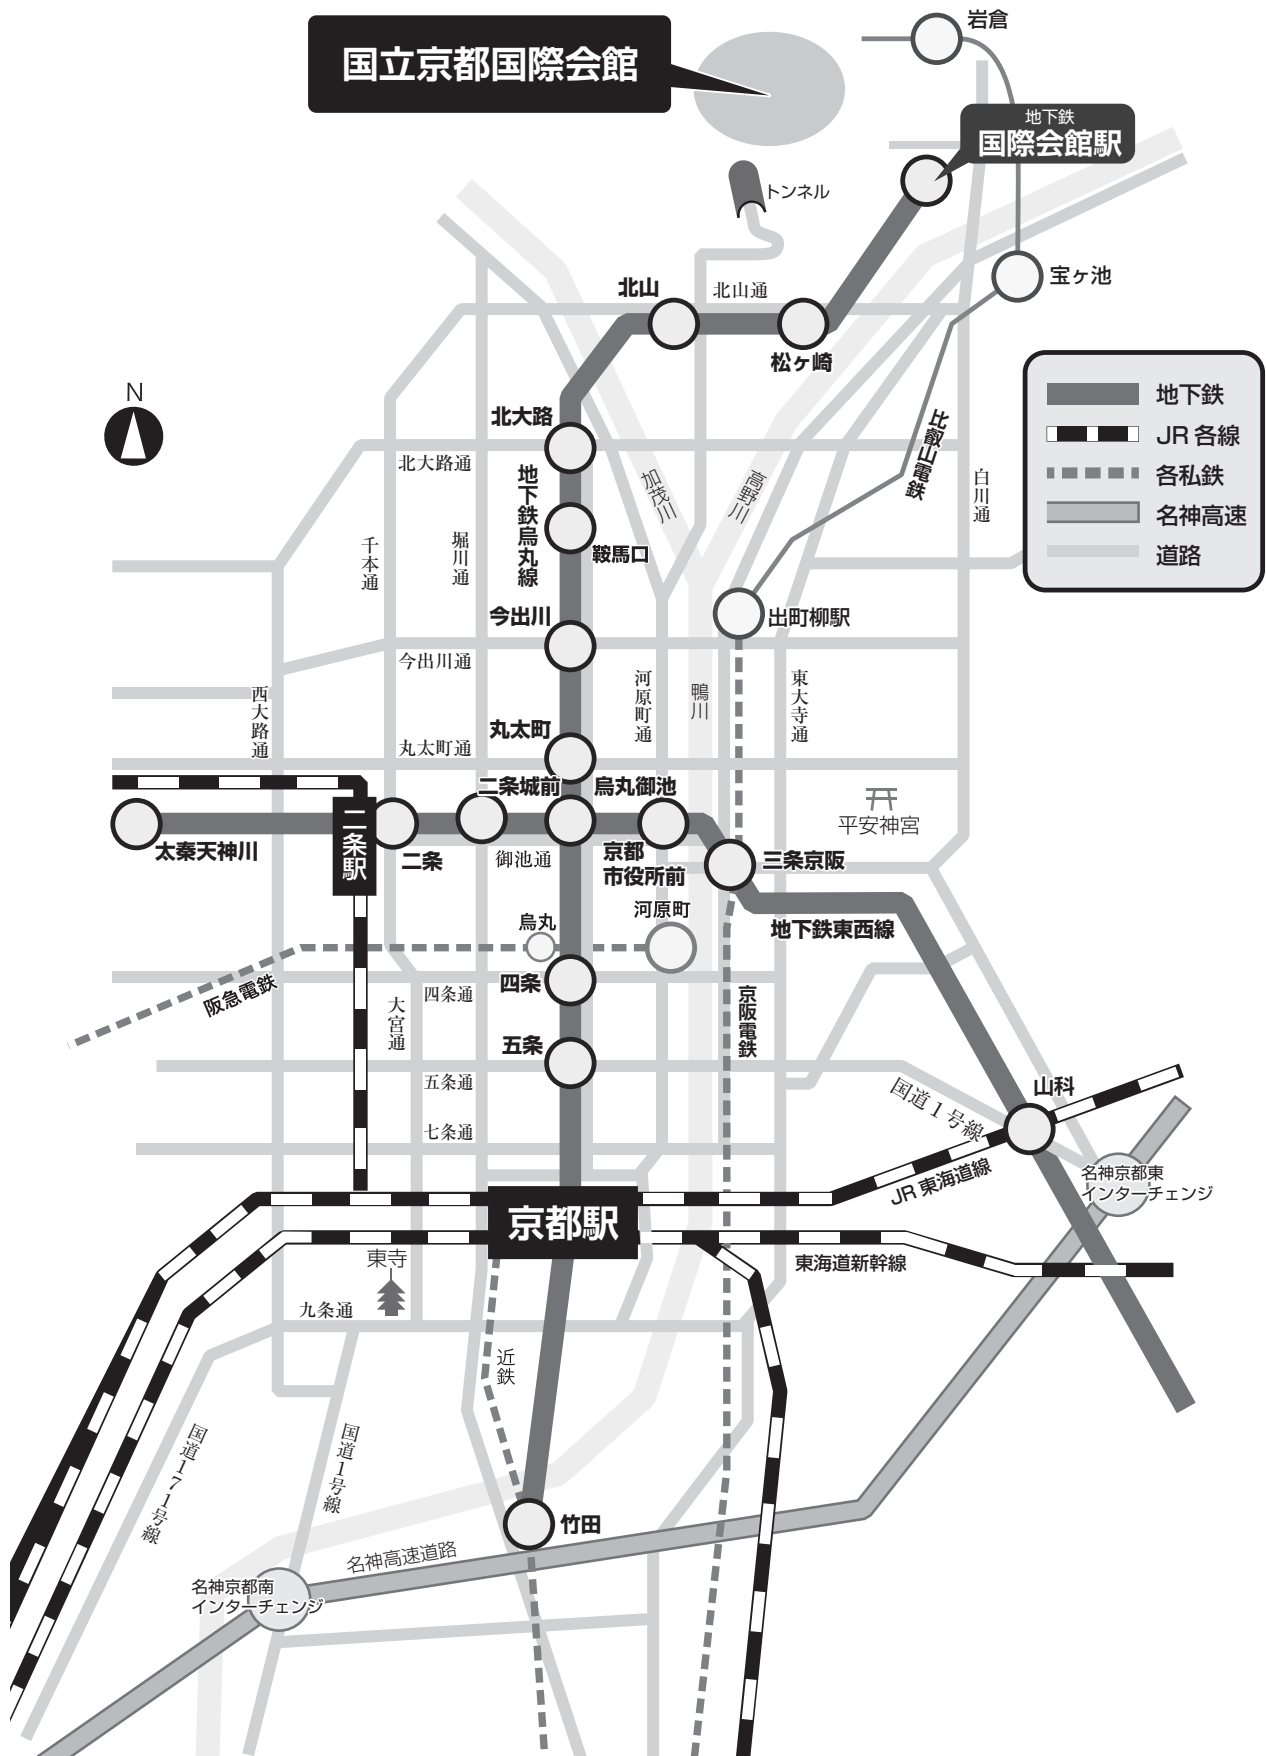 岩倉
国立京都国際会館
地下鉄
国際会館駅
トンネル
宝ヶ池
北山
北山通
松ヶ崎
N
地下鉄
JR 各線
各私鉄
名神高速
道路
北大路
北大路通
地下鉄烏丸線
加茂川
高野川
比叡山電鉄
白川通
千本通
堀川通
鞍馬口
今出川
出町柳駅
今出川通
西大路通
河原町通
鴨川
東大寺通
丸太町
丸太町通
二条城前
烏丸御池
平安神宮
太秦天神川
二条駅
二条
御池通
京都
市役所前
三条京阪
烏丸
河原町
地下鉄東西線
阪急電鉄
四条
四条通
大宮通
京阪電鉄
五条
五条通
七条通
国道1号線
山科
JR 東海道線
名神京都東
インターチェンジ
京都駅
東寺
東海道新幹線
九条通
近鉄
国道171号線
国道1号線
竹田
名神高速道路
名神京都南
インターチェンジ